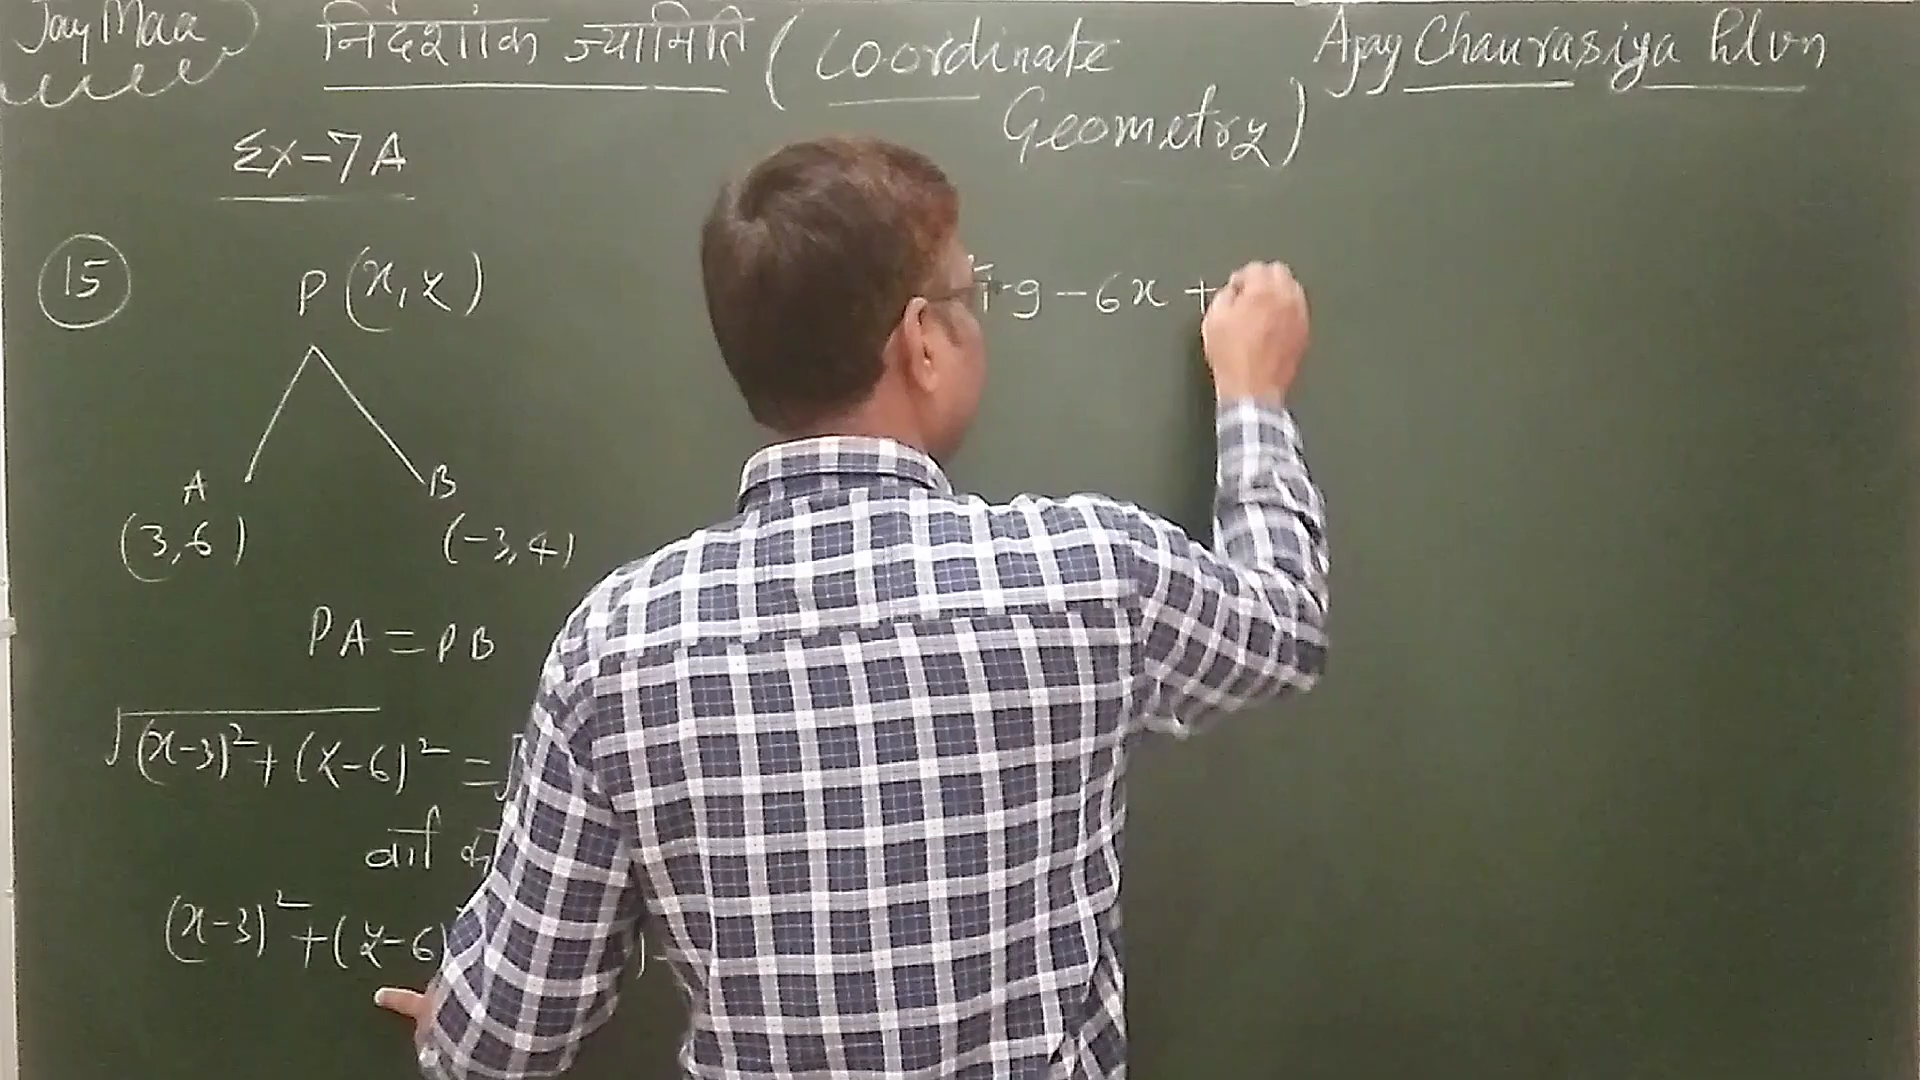 Jay Maa
निर्देशांक ज्यामिति (Coordinate Geometry)
Ajay Chaurasiya
Ex-7A
15
P (x, y)
A
B
(3,6)
(-3,4)
PA = PB
√(x-3)²+(y-6)² = √
वर्ग
(x-3)²+(y-6)
+9-6x+